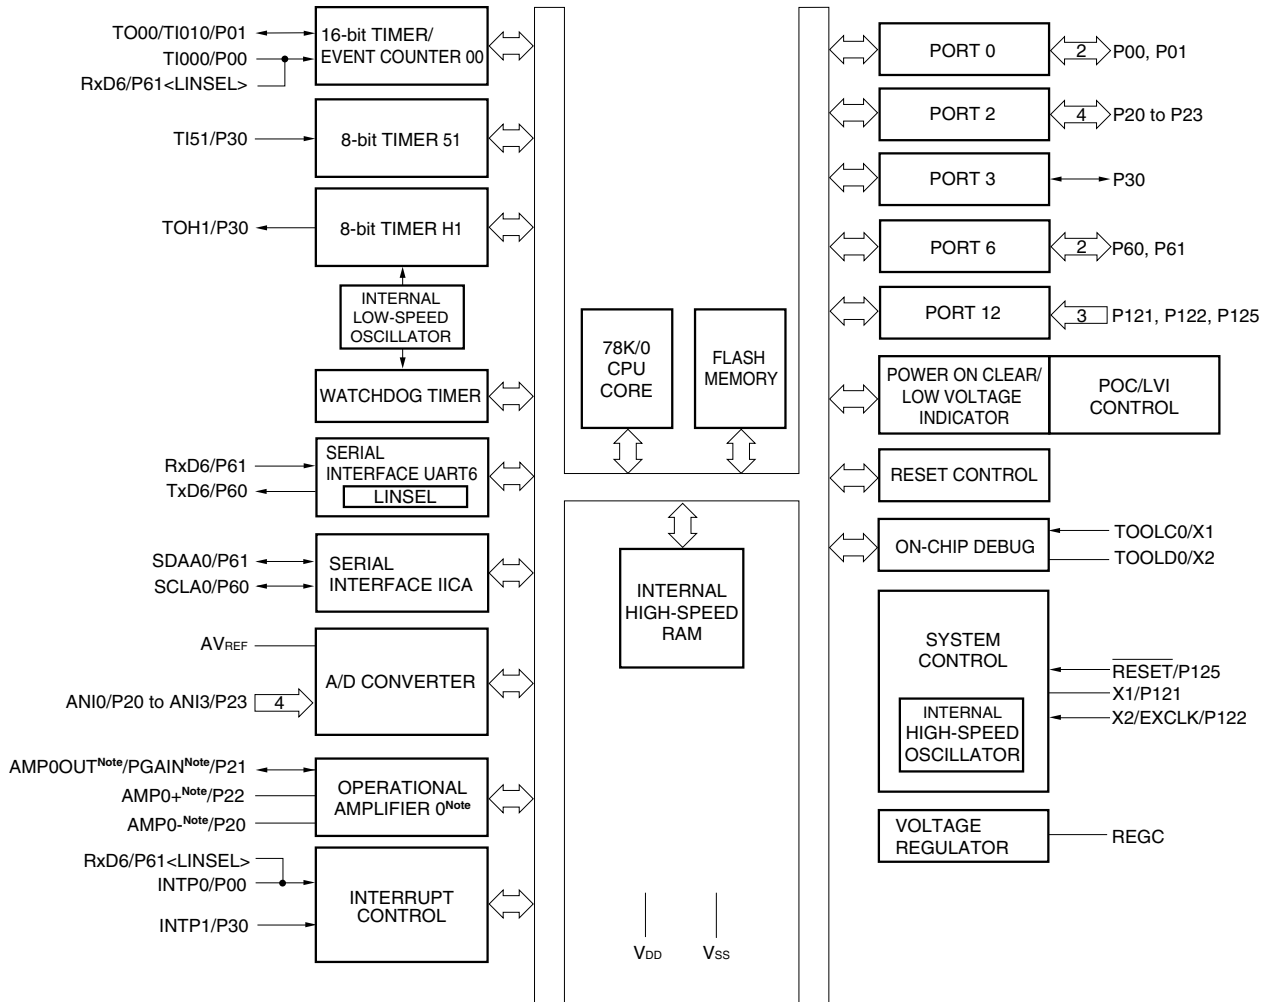 TO00/TI010/P01
TI000/P00
RxD6/P61<LINSEL>
16-bit TIMER/
EVENT COUNTER 00
TI51/P30
8-bit TIMER 51
TOH1/P30
8-bit TIMER H1
INTERNAL
LOW-SPEED
OSCILLATOR
WATCHDOG TIMER
RxD6/P61
TxD6/P60
SERIAL
INTERFACE UART6
LINSEL
SDAA0/P61
SCLA0/P60
SERIAL
INTERFACE IICA
AVREF
ANI0/P20 to ANI3/P23
4
A/D CONVERTER
AMP0OUTNote/PGAINNote/P21
AMP0+Note/P22
AMP0-Note/P20
OPERATIONAL
AMPLIFIER 0Note
RxD6/P61<LINSEL>
INTP0/P00
INTP1/P30
INTERRUPT
CONTROL
78K/0
CPU
CORE
FLASH
MEMORY
INTERNAL
HIGH-SPEED
RAM
VDD
VSS
PORT 0
2
P00, P01
PORT 2
4
P20 to P23
PORT 3
P30
PORT 6
2
P60, P61
PORT 12
3
P121, P122, P125
POWER ON CLEAR/
LOW VOLTAGE
INDICATOR
POC/LVI
CONTROL
RESET CONTROL
ON-CHIP DEBUG
TOOLC0/X1
TOOLD0/X2
SYSTEM
CONTROL
INTERNAL
HIGH-SPEED
OSCILLATOR
RESET/P125
X1/P121
X2/EXCLK/P122
VOLTAGE
REGULATOR
REGC